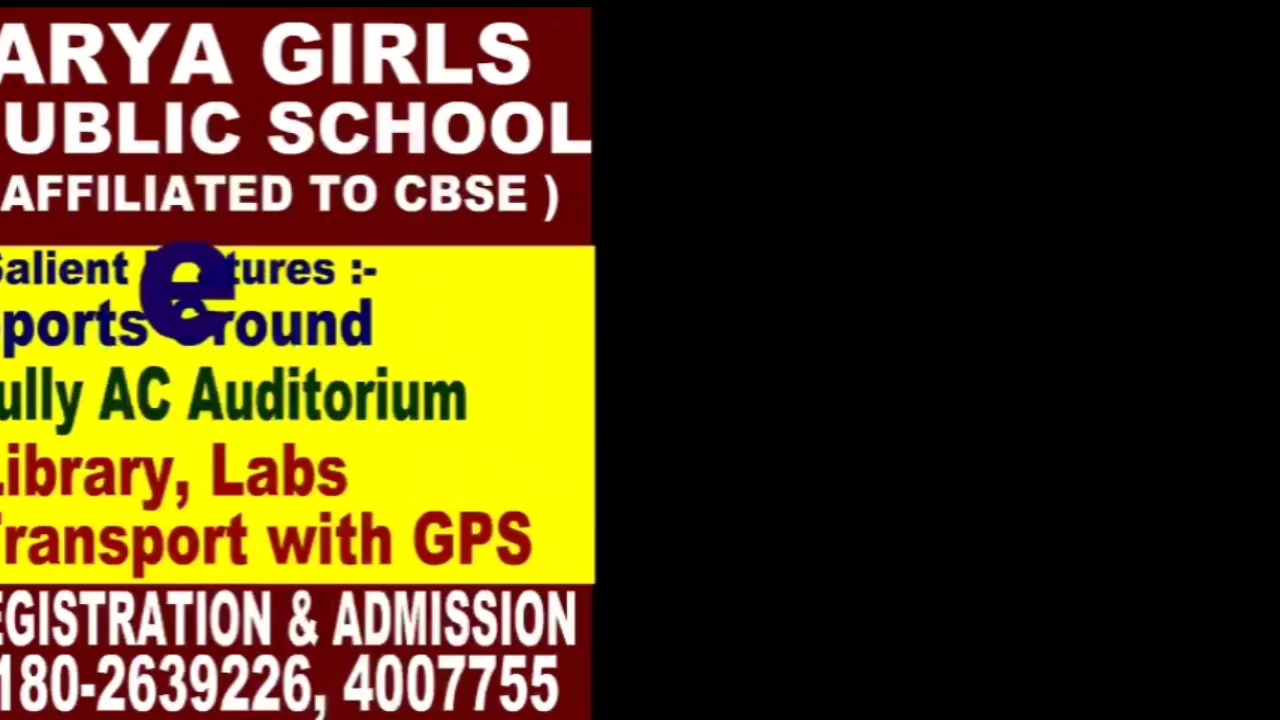 ARYA GIRLS
UBLIC SCHOOL
AFFILIATED TO CBSE )
Salient tures :-
ports round
ully AC Auditorium
Library, Labs
Transport with GPS
EGISTRATION & ADMISSION
180-2639226, 4007755
e